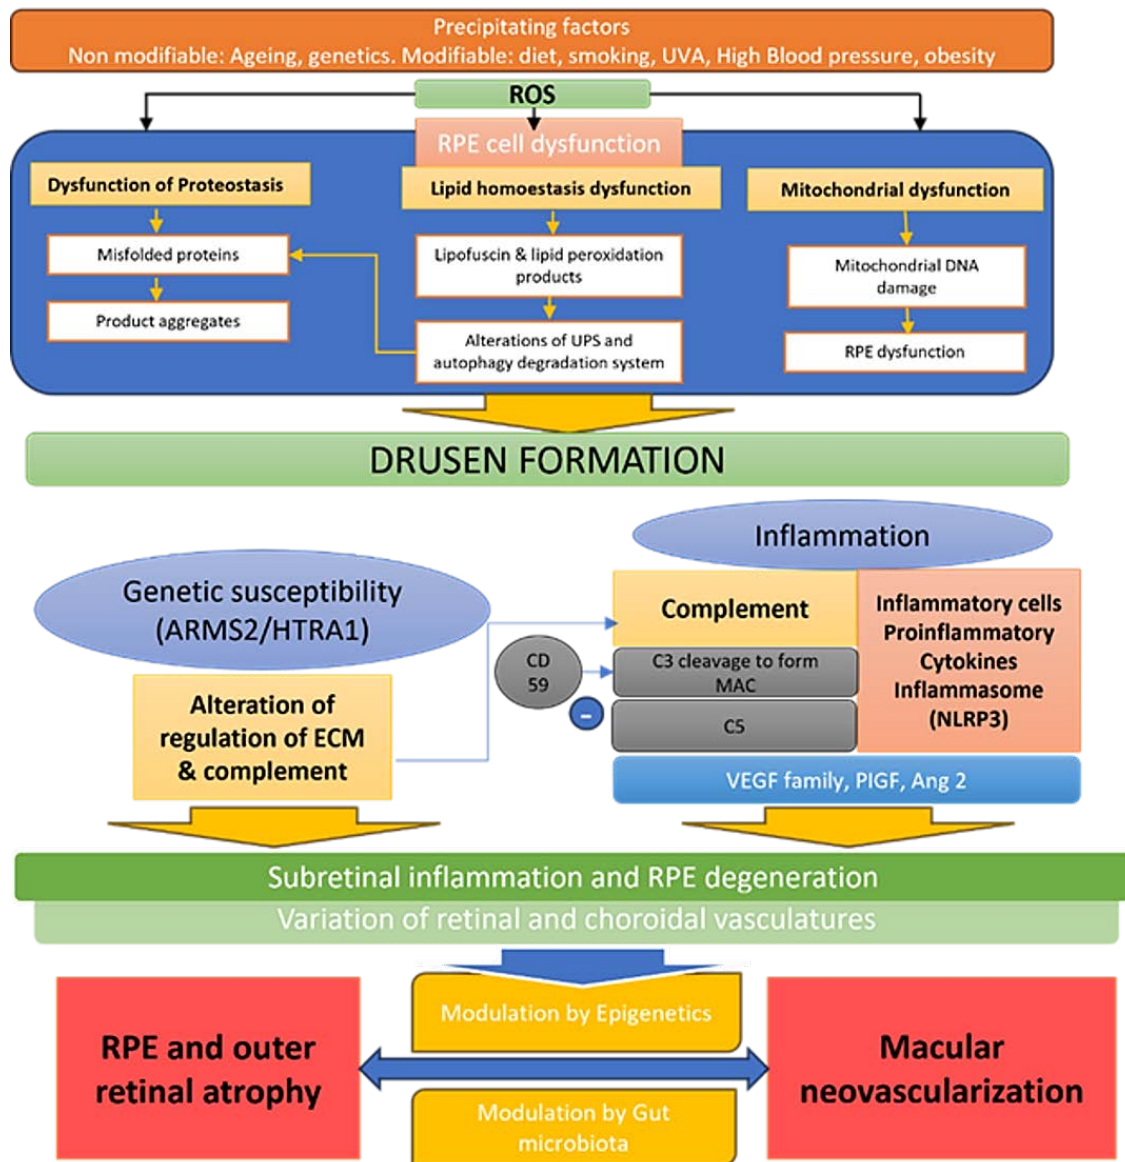 Precipitating factors
Non modifiable: Ageing, genetics. Modifiable: diet, smoking, UVA, High Blood pressure, obesity
ROS
RPE cell dysfunction
Dysfunction of Proteostasis
Misfolded proteins
Product aggregates
Lipid homoestasis dysfunction
Lipofuscin & lipid peroxidation
products
Alterations of UPS and
autophagy degradation system
Mitochondrial dysfunction
Mitochondrial DNA
damage
RPE dysfunction
DRUSEN FORMATION
Genetic susceptibility
(ARMS2/HTRA1)
Alteration of
regulation of ECM
& complement
Inflammation
CD
59
–
Complement
C3 cleavage to form
MAC
C5
Inflammatory cells
Proinflammatory
Cytokines
Inflammasome
(NLRP3)
VEGF family, PIGF, Ang 2
Subretinal inflammation and RPE degeneration
Variation of retinal and choroidal vasculatures
RPE and outer
retinal atrophy
Modulation by Epigenetics
Modulation by Gut
microbiota
Macular
neovascularization